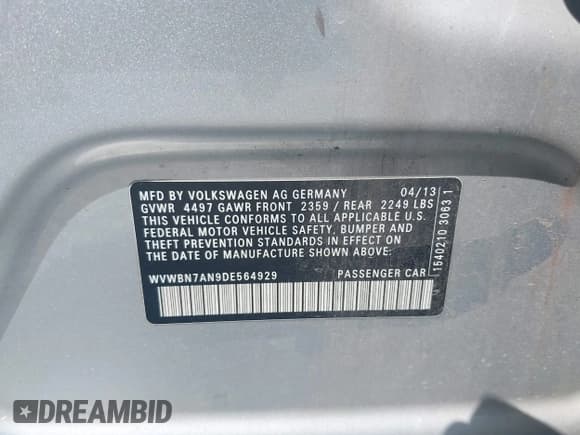 MFD BY VOLKSWAGEN AG GERMANY 04/13
GVWR 4497 GAWR FRONT 2359 / REAR 2249 LBS
THIS VEHICLE CONFORMS TO ALL APPLICABLE U.S.
FEDERAL MOTOR VEHICLE SAFETY, BUMPER AND
THEFT PREVENTION STANDARDS IN EFFECT ON
THE DATE OF MANUFACTURE SHOWN ABOVE:
WVWBN7AN9DE564929 PASSENGER CAR
1540210 3063 1
DREAMBID